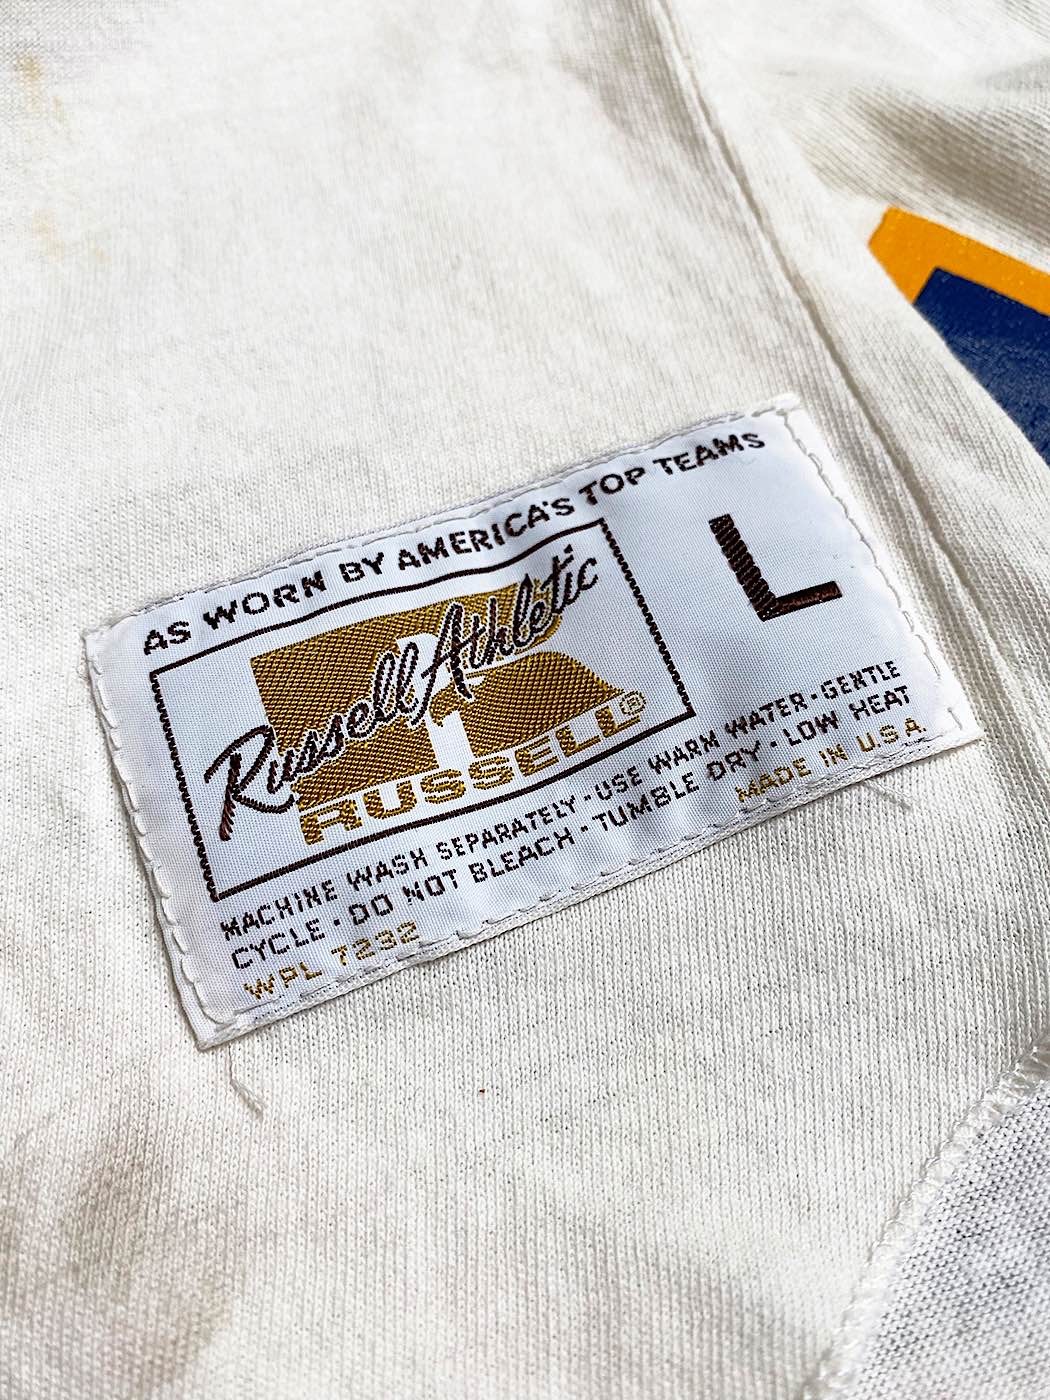 AS WORN BY AMERICA'S TOP TEAMS
Russell Athletic
RUSSELL®
L
MACHINE WASH SEPARATELY · USE WARM WATER · GENTLE
CYCLE · DO NOT BLEACH · TUMBLE DRY · LOW HEAT
WPL 7232 MADE IN U.S.A.